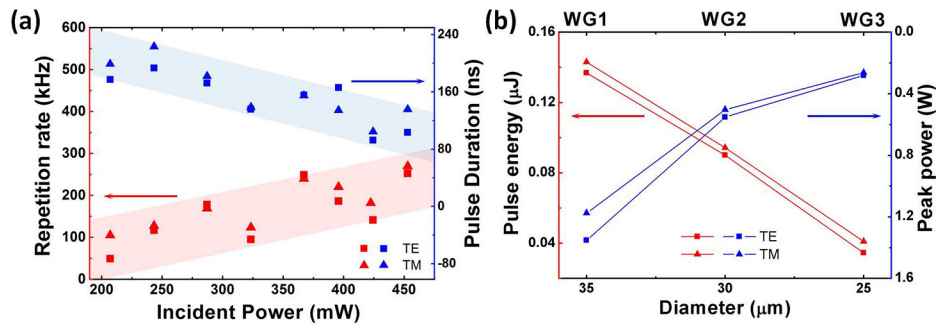 (a)
600
500
400
300
200
100
0
Repetition rate (kHz)
240
160
80
0
-80
Pulse Duration (ns)
TE
TM
200 250 300 350 400 450
Incident Power (mW)
(b)
WG1 WG2 WG3
0.16
0.12
0.08
0.04
Pulse energy (μJ)
0.0
0.4
0.8
1.2
1.6
Peak power (W)
TE
TM
35 30 25
Diameter (μm)